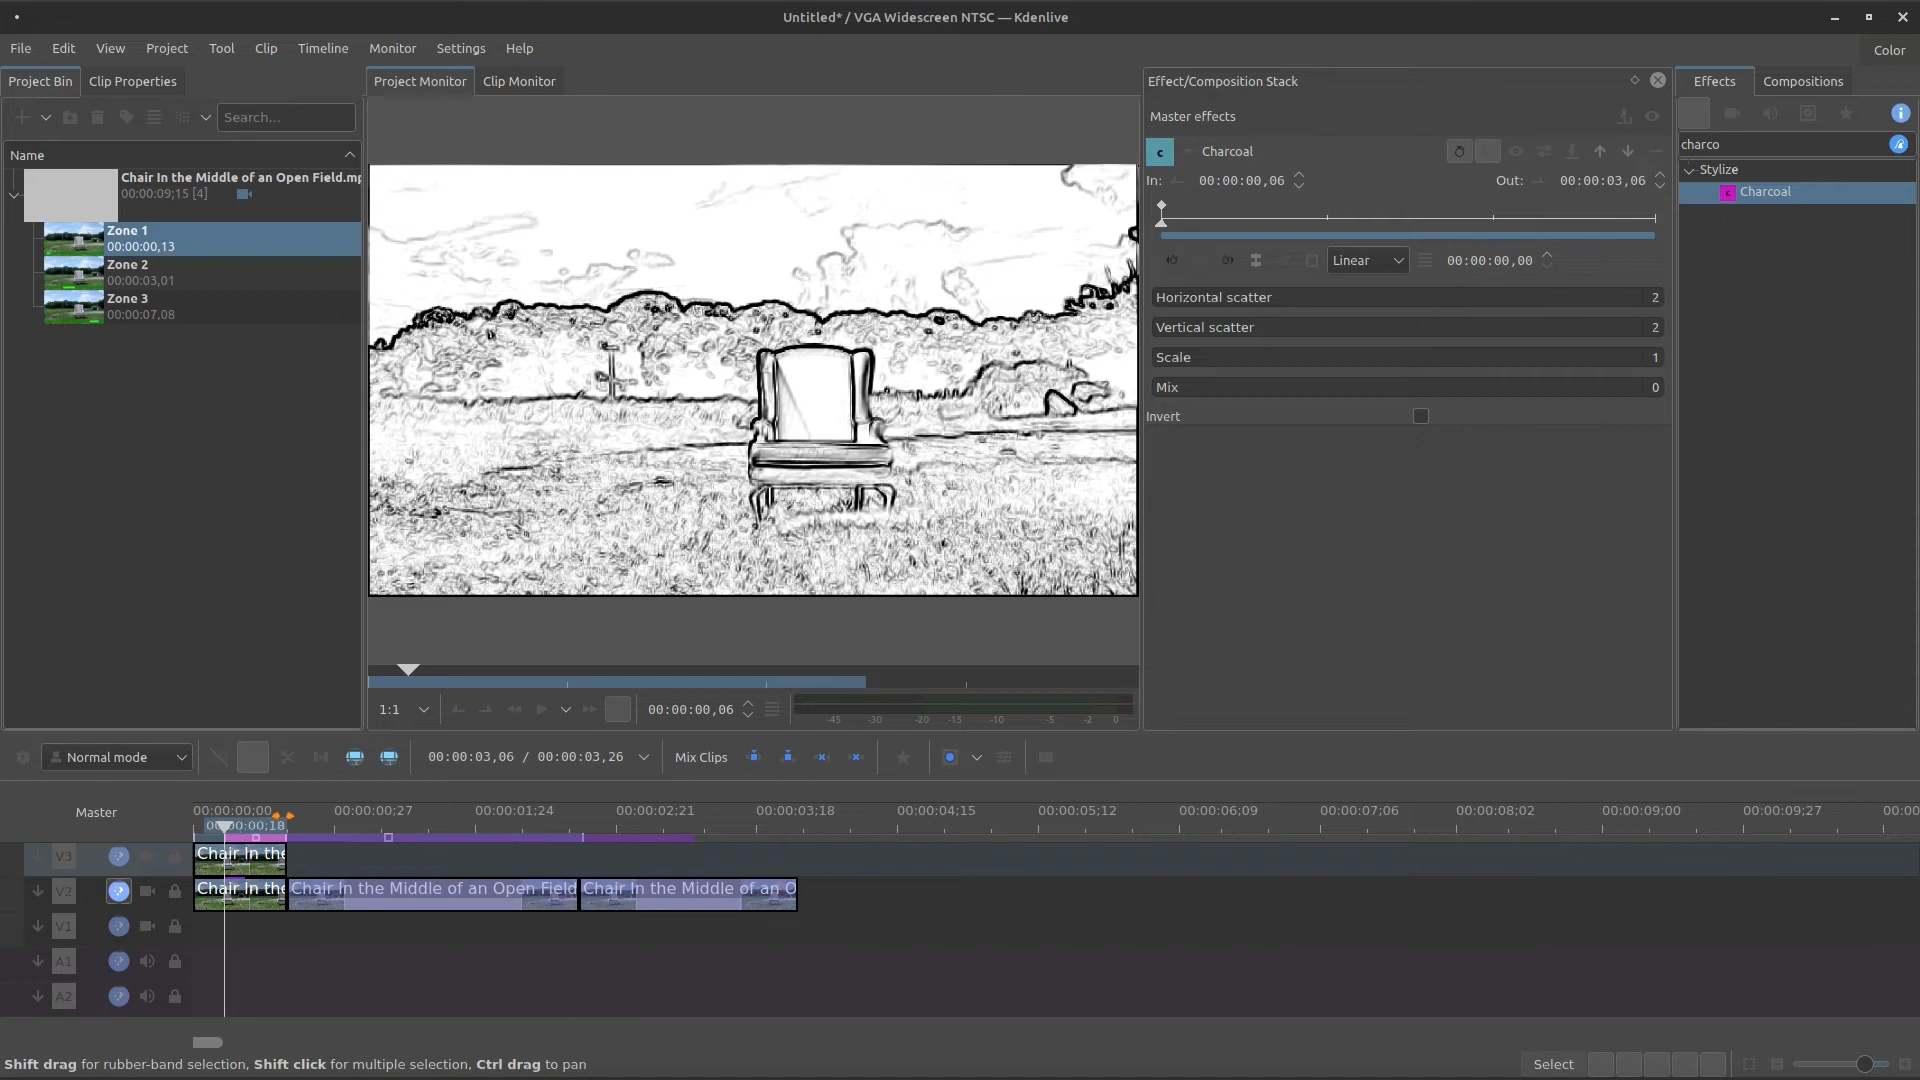 Untitled* / VGA Widescreen NTSC — Kdenlive
File Edit View Project Tool Clip Timeline Monitor Settings Help
Color
Project Bin Clip Properties
Search...
Name
Chair In the Middle of an Open Field.mp
00:00:09;15 [4]
Zone 1
00:00:00,13
Zone 2
00:00:03,01
Zone 3
00:00:07,08
Project Monitor Clip Monitor
1:1
00:00:00,06
-45 -30 -20 -15 -10 -5 -2 0
Effect/Composition Stack
Master effects
c Charcoal
In: 00:00:00,06 Out: 00:00:03,06
Linear 00:00:00,00
Horizontal scatter 2
Vertical scatter 2
Scale 1
Mix 0
Invert
Effects Compositions
charco
Stylize
c Charcoal
Normal mode
00:00:03,06 / 00:00:03,26
Mix Clips
Master
00:00:00;00 00:00:00;27 00:00:01;24 00:00:02;21 00:00:03;18 00:00:04;15 00:00:05;12 00:00:06;09 00:00:07;06 00:00:08;02 00:00:09;00 00:00:09;27 00:00
00:00:00;18
V3 Chair In the
V2 Chair In the Chair In the Middle of an Open Field Chair In the Middle of an O
V1
A1
A2
Shift drag for rubber-band selection, Shift click for multiple selection, Ctrl drag to pan
Select